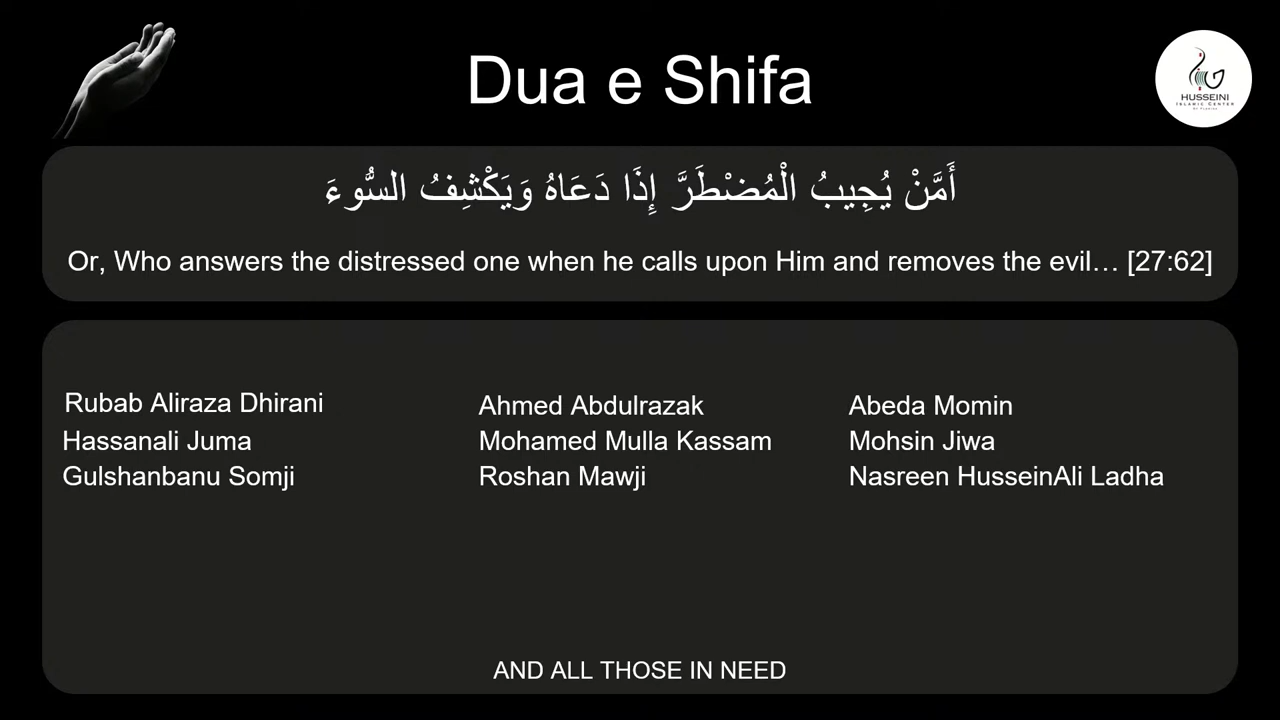 Dua e Shifa
HUSSEINI
ISLAMIC CENTER
أَمَّنْ يُجِيبُ الْمُضْطَرَّ إِذَا دَعَاهُ وَيَكْشِفُ السُّوءَ
Or, Who answers the distressed one when he calls upon Him and removes the evil… [27:62]
Rubab Aliraza Dhirani
Hassanali Juma
Gulshanbanu Somji
Ahmed Abdulrazak
Mohamed Mulla Kassam
Roshan Mawji
Abeda Momin
Mohsin Jiwa
Nasreen HusseinAli Ladha
AND ALL THOSE IN NEED